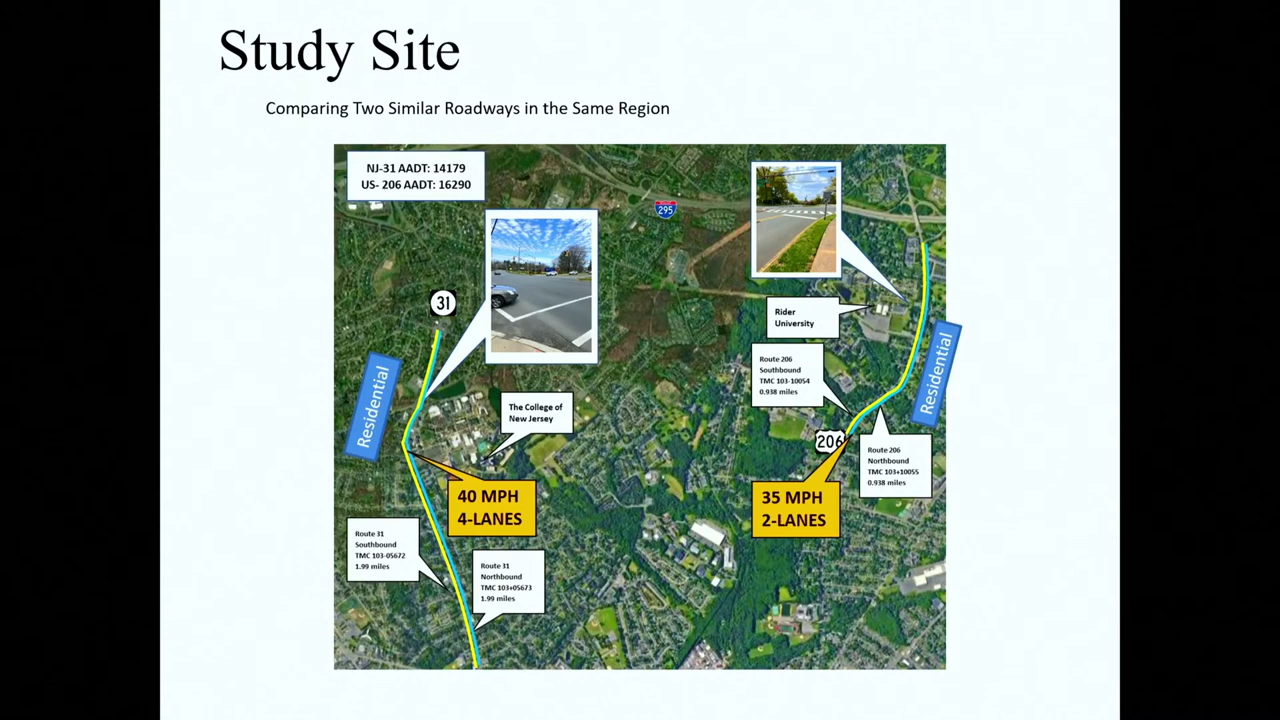 Study Site
Comparing Two Similar Roadways in the Same Region
NJ-31 AADT: 14179
US- 206 AADT: 16290
295
31
Rider
University
Route 206
Southbound
TMC 103-10054
0.938 miles
Residential
Residential
The College of
New Jersey
206
Route 206
Northbound
TMC 103+10055
0.938 miles
40 MPH
4-LANES
35 MPH
2-LANES
Route 31
Southbound
TMC 103-05672
1.99 miles
Route 31
Northbound
TMC 103+05673
1.99 miles